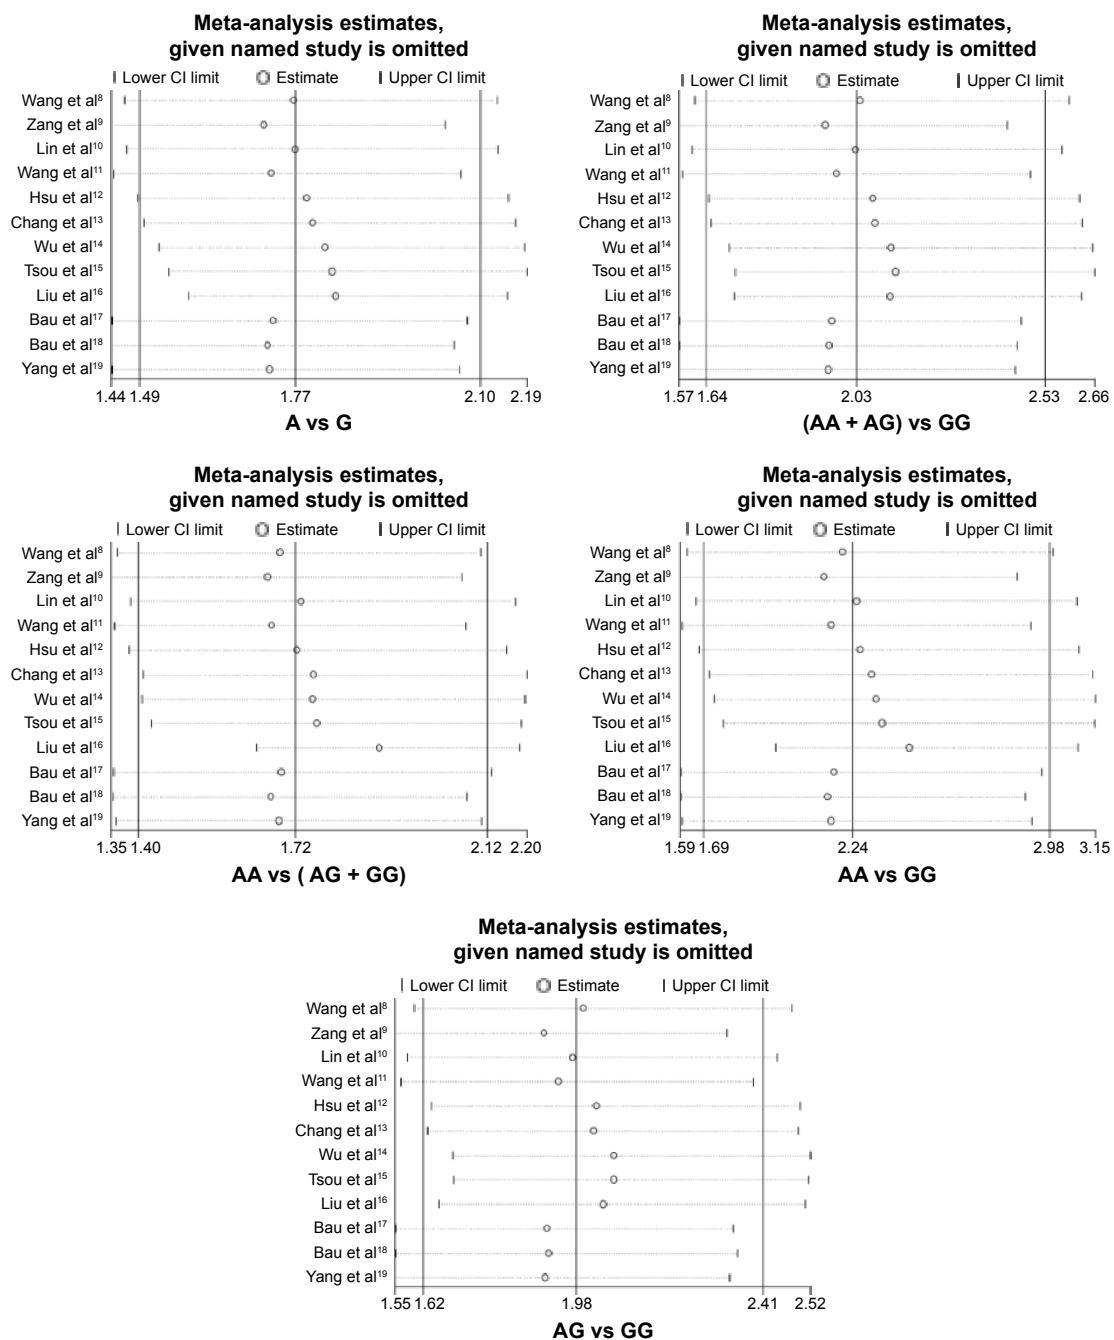 Meta-analysis estimates,
given named study is omitted
Lower CI limit Estimate Upper CI limit
Wang et al⁸
Zang et al⁹
Lin et al¹⁰
Wang et al¹¹
Hsu et al¹²
Chang et al¹³
Wu et al¹⁴
Tsou et al¹⁵
Liu et al¹⁶
Bau et al¹⁷
Bau et al¹⁸
Yang et al¹⁹
1.44 1.49 1.77 2.10 2.19
A vs G
Meta-analysis estimates,
given named study is omitted
Lower CI limit Estimate Upper CI limit
Wang et al⁸
Zang et al⁹
Lin et al¹⁰
Wang et al¹¹
Hsu et al¹²
Chang et al¹³
Wu et al¹⁴
Tsou et al¹⁵
Liu et al¹⁶
Bau et al¹⁷
Bau et al¹⁸
Yang et al¹⁹
1.57 1.64 2.03 2.53 2.66
(AA + AG) vs GG
Meta-analysis estimates,
given named study is omitted
Lower CI limit Estimate Upper CI limit
Wang et al⁸
Zang et al⁹
Lin et al¹⁰
Wang et al¹¹
Hsu et al¹²
Chang et al¹³
Wu et al¹⁴
Tsou et al¹⁵
Liu et al¹⁶
Bau et al¹⁷
Bau et al¹⁸
Yang et al¹⁹
1.35 1.40 1.72 2.12 2.20
AA vs ( AG + GG)
Meta-analysis estimates,
given named study is omitted
Lower CI limit Estimate Upper CI limit
Wang et al⁸
Zang et al⁹
Lin et al¹⁰
Wang et al¹¹
Hsu et al¹²
Chang et al¹³
Wu et al¹⁴
Tsou et al¹⁵
Liu et al¹⁶
Bau et al¹⁷
Bau et al¹⁸
Yang et al¹⁹
1.59 1.69 2.24 2.98 3.15
AA vs GG
Meta-analysis estimates,
given named study is omitted
Lower CI limit Estimate Upper CI limit
Wang et al⁸
Zang et al⁹
Lin et al¹⁰
Wang et al¹¹
Hsu et al¹²
Chang et al¹³
Wu et al¹⁴
Tsou et al¹⁵
Liu et al¹⁶
Bau et al¹⁷
Bau et al¹⁸
Yang et al¹⁹
1.55 1.62 1.98 2.41 2.52
AG vs GG